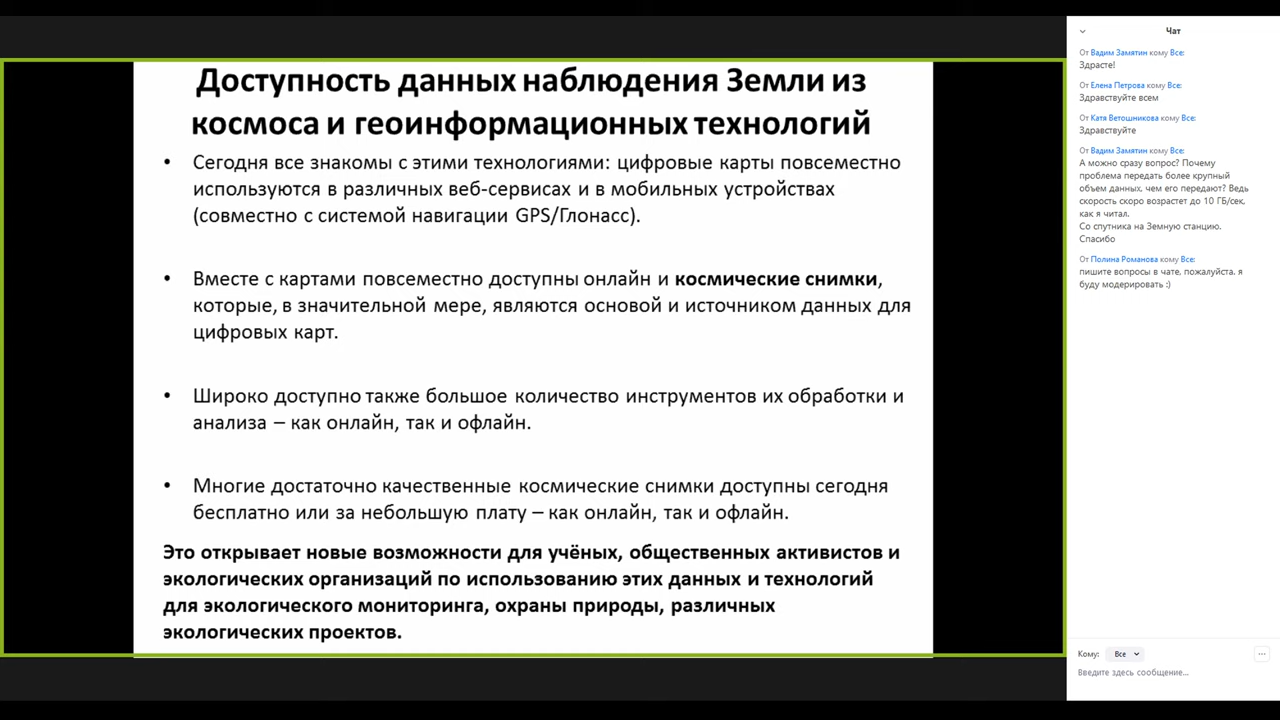 Доступность данных наблюдения Земли из
космоса и геоинформационных технологий
• Сегодня все знакомы с этими технологиями: цифровые карты повсеместно
используются в различных веб-сервисах и в мобильных устройствах
(совместно с системой навигации GPS/Глонасс).
• Вместе с картами повсеместно доступны онлайн и космические снимки,
которые, в значительной мере, являются основой и источником данных для
цифровых карт.
• Широко доступно также большое количество инструментов их обработки и
анализа – как онлайн, так и офлайн.
• Многие достаточно качественные космические снимки доступны сегодня
бесплатно или за небольшую плату – как онлайн, так и офлайн.
Это открывает новые возможности для учёных, общественных активистов и
экологических организаций по использованию этих данных и технологий
для экологического мониторинга, охраны природы, различных
экологических проектов.
Чат
От Вадим Замятин кому Все:
Здрасте!
От Елена Петрова кому Все:
Здравствуйте всем
От Катя Ветошникова кому Все:
Здравствуйте
От Вадим Замятин кому Все:
А можно сразу вопрос? Почему
проблема передать более крупный
объем данных, чем его передают? Ведь
скорость скоро возрастет до 10 ГБ/сек,
как я читал.
Со спутника на Земную станцию.
Спасибо
От Полина Романова кому Все:
пишите вопросы в чате, пожалуйста. я
буду модерировать :)
Кому: Все
Введите здесь сообщение...